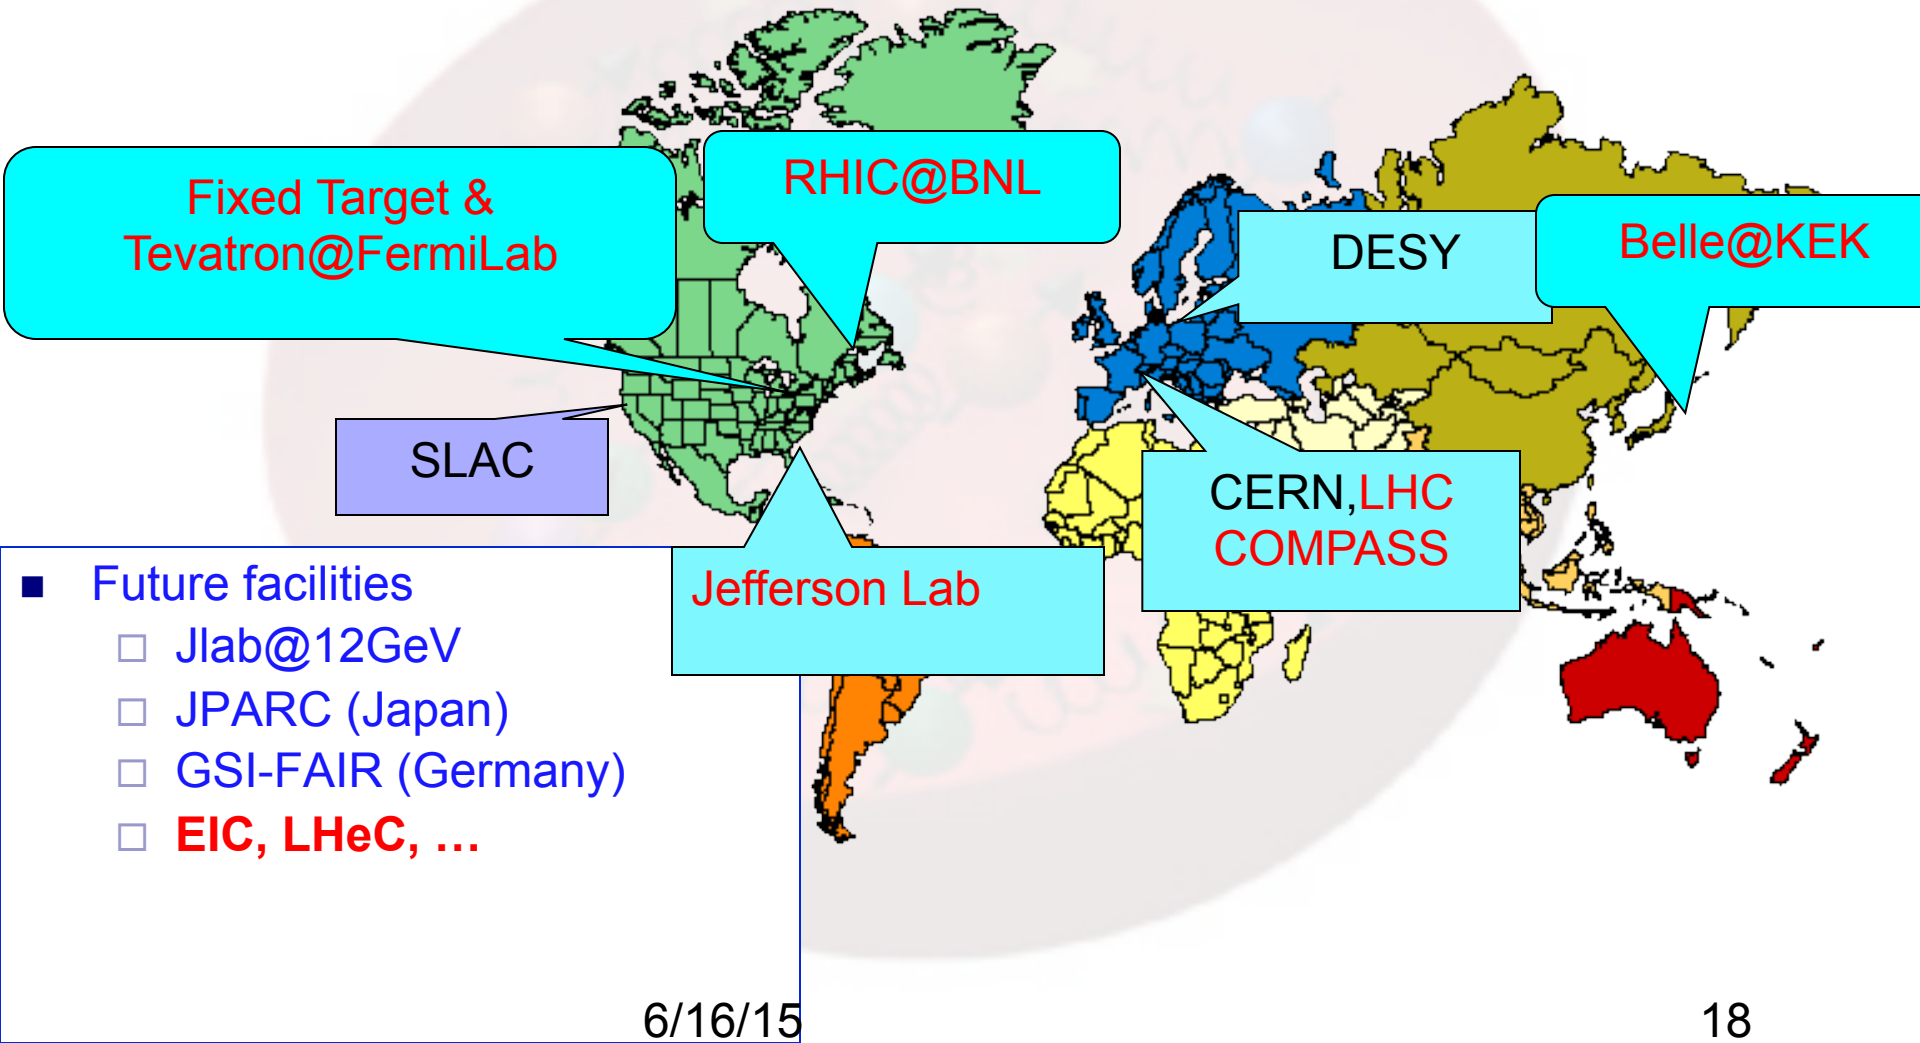 Fixed Target &
Tevatron@FermiLab
RHIC@BNL
DESY
Belle@KEK
SLAC
CERN,LHC
COMPASS
Jefferson Lab
Future facilities
Jlab@12GeV
JPARC (Japan)
GSI-FAIR (Germany)
EIC, LHeC, …
6/16/15
18